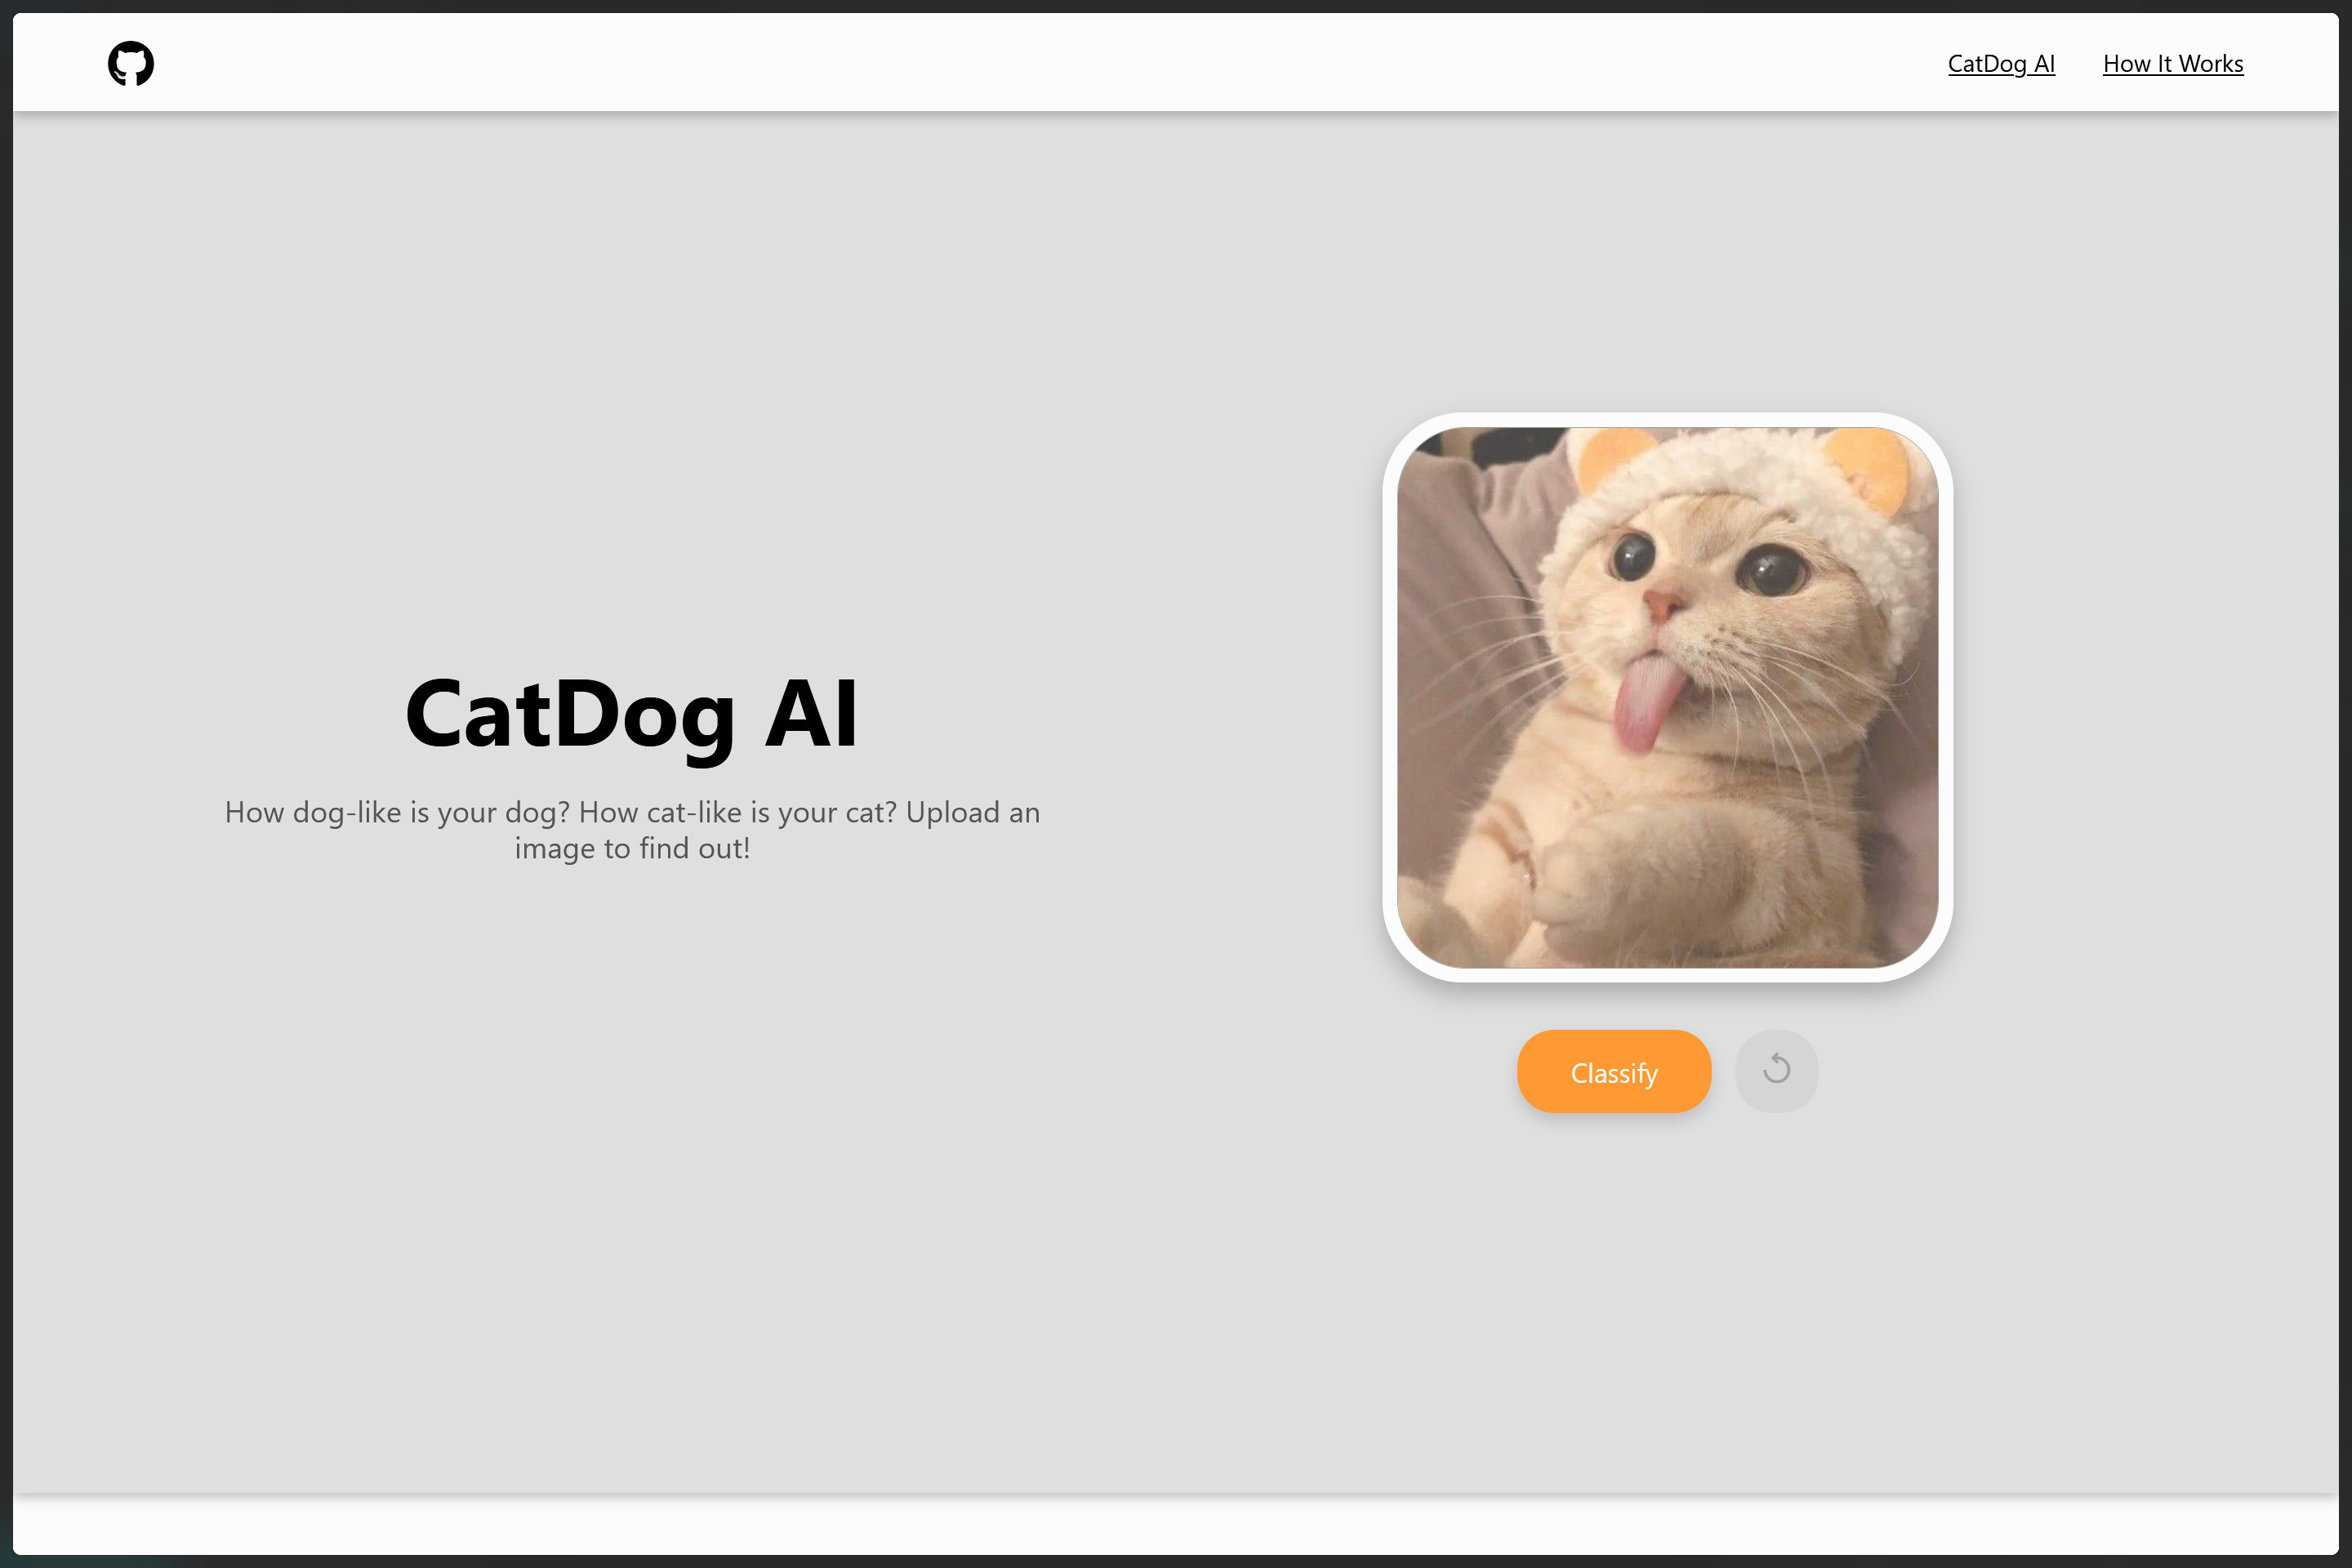 CatDog AI
How It Works
CatDog AI
How dog-like is your dog? How cat-like is your cat? Upload an
image to find out!
Classify